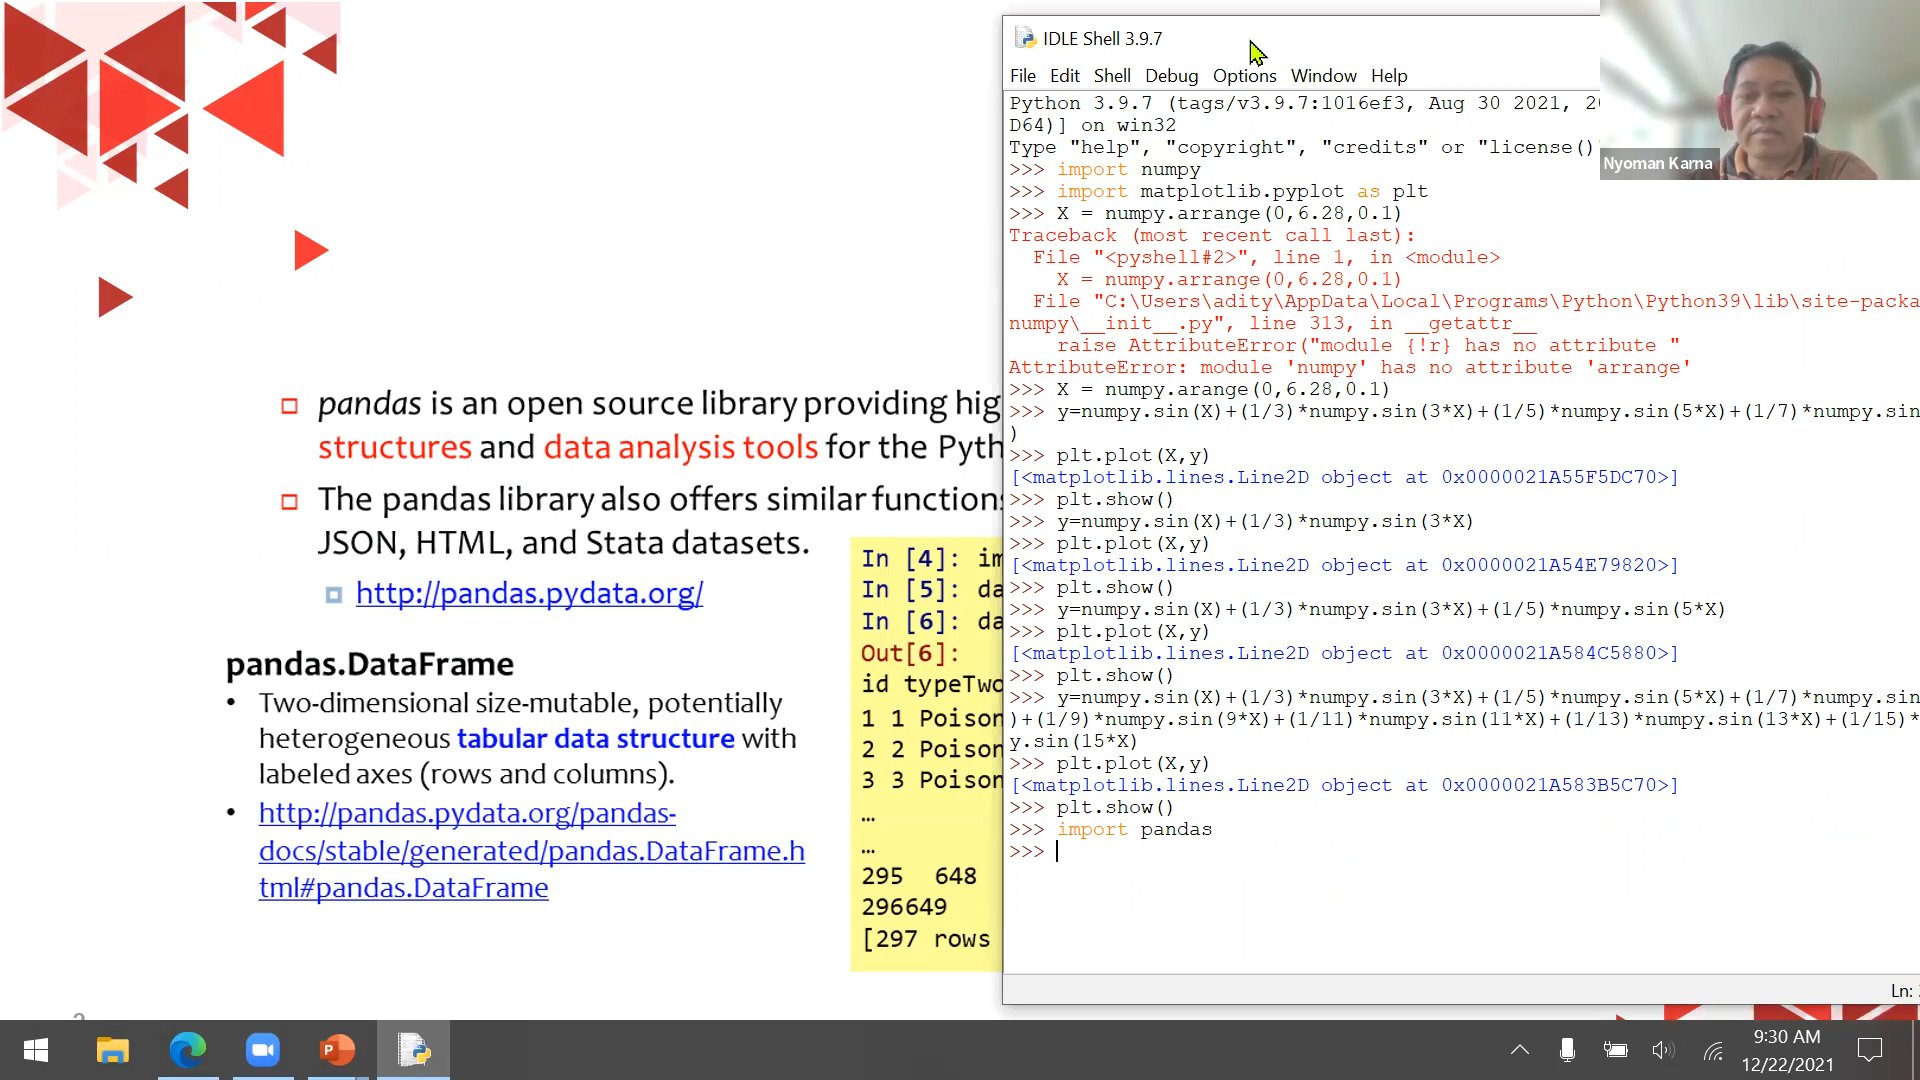 pandas is an open source library providing hig
structures and data analysis tools for the Pyth
The pandas library also offers similar functions
JSON, HTML, and Stata datasets.
http://pandas.pydata.org/
pandas.DataFrame
• Two-dimensional size-mutable, potentially
heterogeneous tabular data structure with
labeled axes (rows and columns).
• http://pandas.pydata.org/pandas-
docs/stable/generated/pandas.DataFrame.h
tml#pandas.DataFrame
In [4]: im
In [5]: da
In [6]: da
Out[6]:
id typeTwo
1 1 Poison
2 2 Poison
3 3 Poison
…
…
295 648
296649
[297 rows
IDLE Shell 3.9.7
File Edit Shell Debug Options Window Help
Python 3.9.7 (tags/v3.9.7:1016ef3, Aug 30 2021, 2
D64)] on win32
Type "help", "copyright", "credits" or "license()
>>> import numpy
>>> import matplotlib.pyplot as plt
>>> X = numpy.arrange(0,6.28,0.1)
Traceback (most recent call last):
File "<pyshell#2>", line 1, in <module>
X = numpy.arrange(0,6.28,0.1)
File "C:\Users\adity\AppData\Local\Programs\Python\Python39\lib\site-packa
numpy\__init__.py", line 313, in __getattr__
raise AttributeError("module {!r} has no attribute "
AttributeError: module 'numpy' has no attribute 'arrange'
>>> X = numpy.arange(0,6.28,0.1)
>>> y=numpy.sin(X)+(1/3)*numpy.sin(3*X)+(1/5)*numpy.sin(5*X)+(1/7)*numpy.sin
)
>>> plt.plot(X,y)
[<matplotlib.lines.Line2D object at 0x0000021A55F5DC70>]
>>> plt.show()
>>> y=numpy.sin(X)+(1/3)*numpy.sin(3*X)
>>> plt.plot(X,y)
[<matplotlib.lines.Line2D object at 0x0000021A54E79820>]
>>> plt.show()
>>> y=numpy.sin(X)+(1/3)*numpy.sin(3*X)+(1/5)*numpy.sin(5*X)
>>> plt.plot(X,y)
[<matplotlib.lines.Line2D object at 0x0000021A584C5880>]
>>> plt.show()
>>> y=numpy.sin(X)+(1/3)*numpy.sin(3*X)+(1/5)*numpy.sin(5*X)+(1/7)*numpy.sin
)+(1/9)*numpy.sin(9*X)+(1/11)*numpy.sin(11*X)+(1/13)*numpy.sin(13*X)+(1/15)*
y.sin(15*X)
>>> plt.plot(X,y)
[<matplotlib.lines.Line2D object at 0x0000021A583B5C70>]
>>> plt.show()
>>> import pandas
>>>
Ln:
Nyoman Karna
9:30 AM
12/22/2021